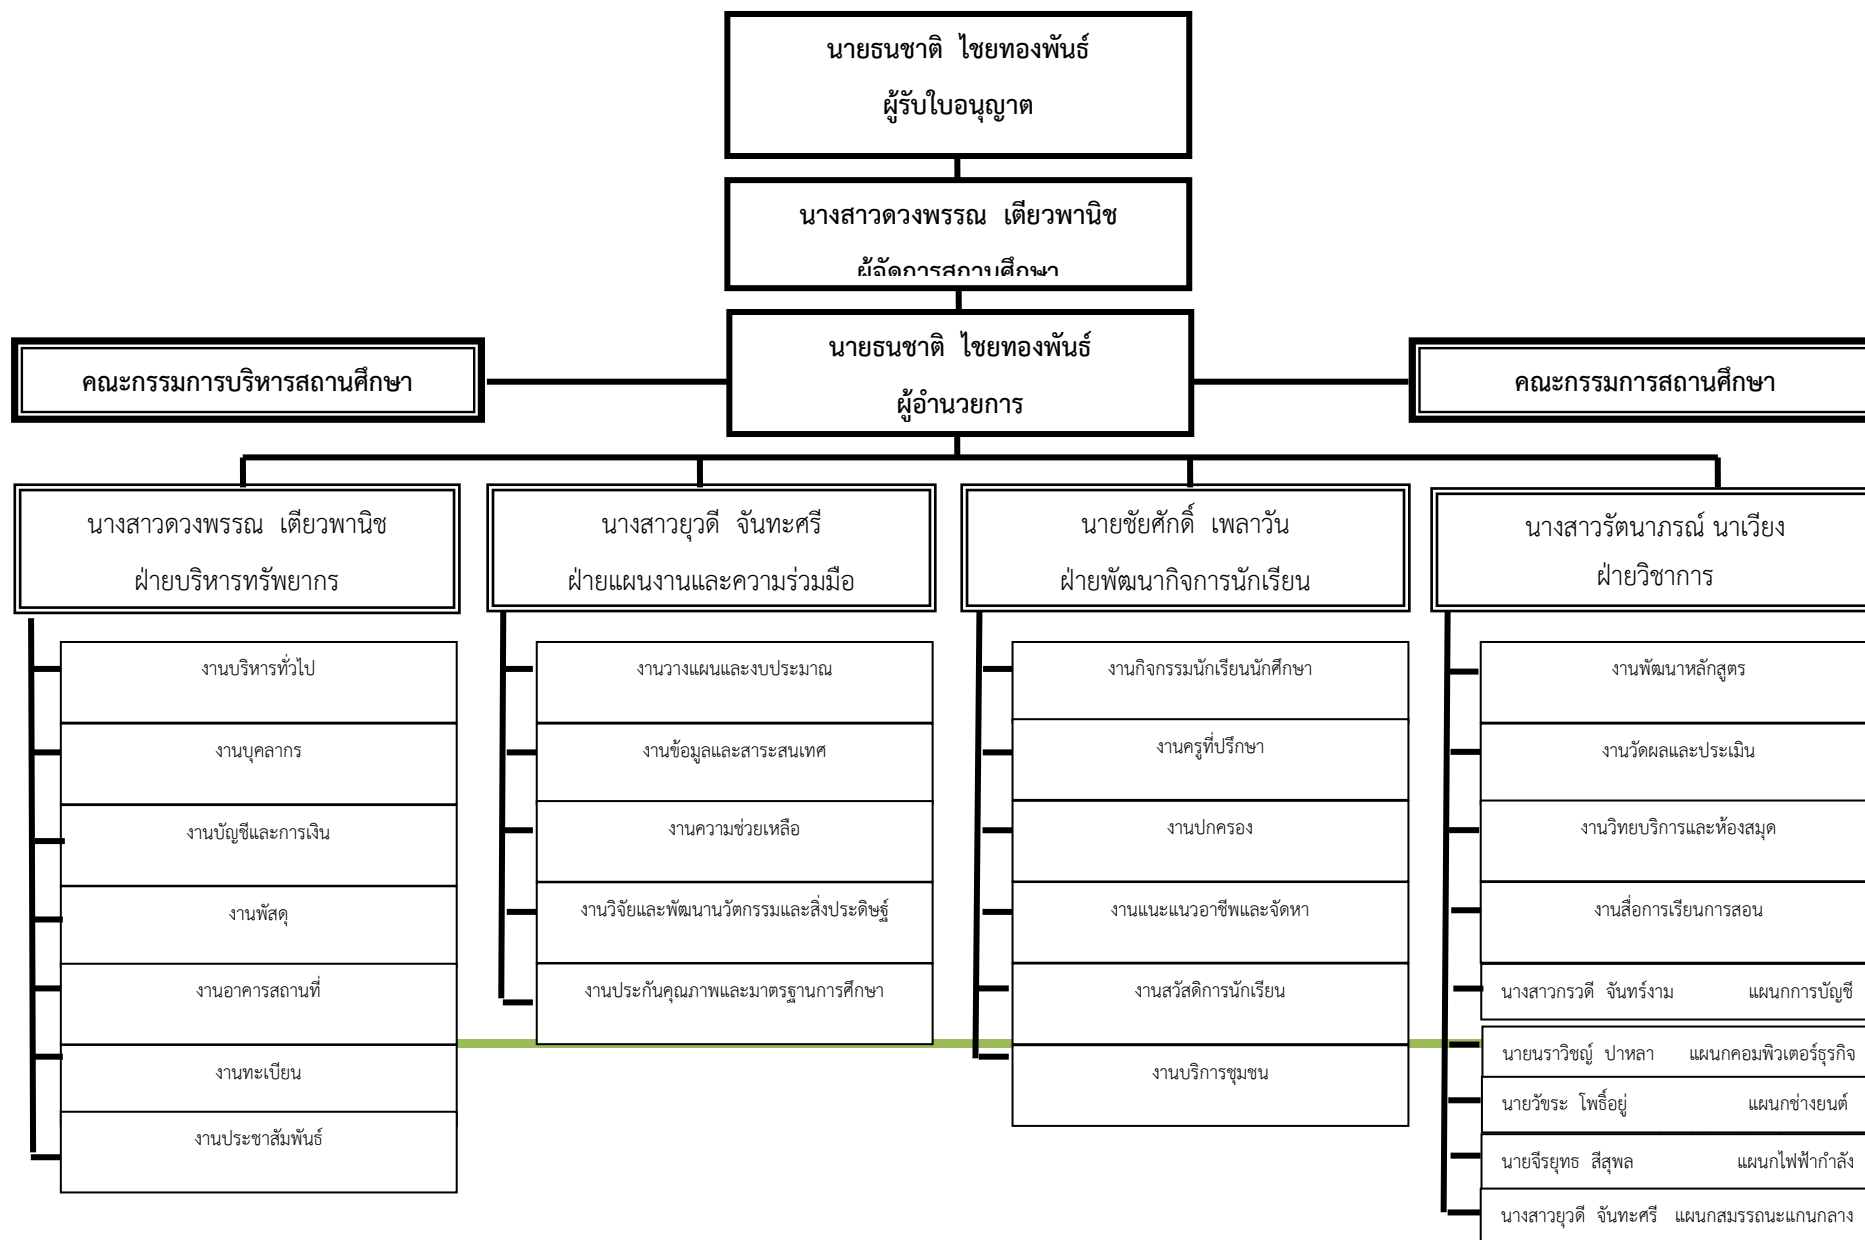 นายธนชาติ ไชยทองพันธ์
ผู้รับใบอนุญาต
นางสาวดวงพรรณ เตียวพานิช
ผู้จัดการสถานศึกษา
นายธนชาติ ไชยทองพันธ์
ผู้อำนวยการ
คณะกรรมการบริหารสถานศึกษา
คณะกรรมการสถานศึกษา
นางสาวดวงพรรณ เตียวพานิช
ฝ่ายบริหารทรัพยากร
งานบริหารทั่วไป
งานบุคลากร
งานบัญชีและการเงิน
งานพัสดุ
งานอาคารสถานที่
งานทะเบียน
งานประชาสัมพันธ์
นางสาวยุวดี จันทะศรี
ฝ่ายแผนงานและความร่วมมือ
งานวางแผนและงบประมาณ
งานข้อมูลและสาระสนเทศ
งานความช่วยเหลือ
งานวิจัยและพัฒนานวัตกรรมและสิ่งประดิษฐ์
งานประกันคุณภาพและมาตรฐานการศึกษา
นายชัยศักดิ์ เพลาวัน
ฝ่ายพัฒนากิจการนักเรียน
งานกิจกรรมนักเรียนนักศึกษา
งานครูที่ปรึกษา
งานปกครอง
งานแนะแนวอาชีพและจัดหา
งานสวัสดิการนักเรียน
งานบริการชุมชน
นางสาวรัตนาภรณ์ นาเวียง
ฝ่ายวิชาการ
งานพัฒนาหลักสูตร
งานวัดผลและประเมิน
งานวิทยบริการและห้องสมุด
งานสื่อการเรียนการสอน
นางสาวกรวดี จันทร์งาม แผนกการบัญชี
นายนราวิชญ์ ปาหลา แผนกคอมพิวเตอร์ธุรกิจ
นายวัขระ โพธิ์อยู่ แผนกช่างยนต์
นายจีรยุทธ สีสุพล แผนกไฟฟ้ากำลัง
นางสาวยุวดี จันทะศรี แผนกสมรรถนะแกนกลาง